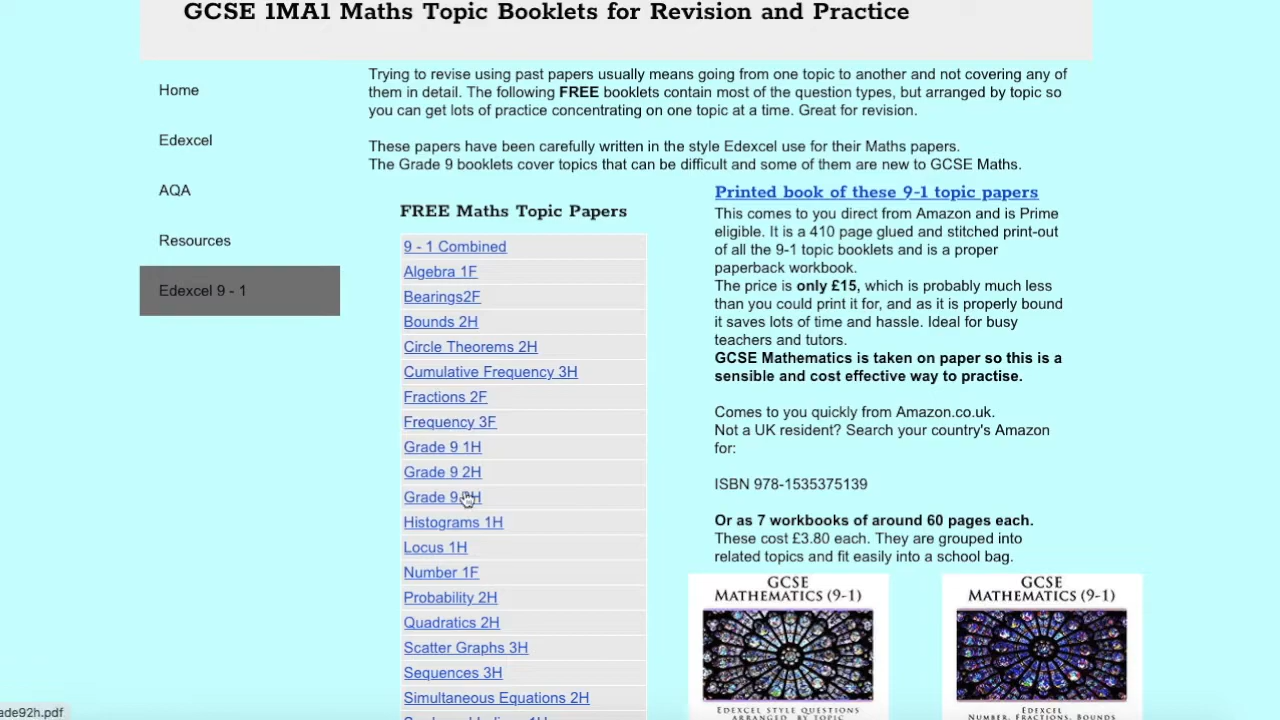 GCSE 1MA1 Maths Topic Booklets for Revision and Practice
Home
Edexcel
AQA
Resources
Edexcel 9 - 1
Trying to revise using past papers usually means going from one topic to another and not covering any of
them in detail. The following FREE booklets contain most of the question types, but arranged by topic so
you can get lots of practice concentrating on one topic at a time. Great for revision.
These papers have been carefully written in the style Edexcel use for their Maths papers.
The Grade 9 booklets cover topics that can be difficult and some of them are new to GCSE Maths.
FREE Maths Topic Papers
9 - 1 Combined
Algebra 1F
Bearings2F
Bounds 2H
Circle Theorems 2H
Cumulative Frequency 3H
Fractions 2F
Frequency 3F
Grade 9 1H
Grade 9 2H
Grade 9
Histograms 1H
Locus 1H
Number 1F
Probability 2H
Quadratics 2H
Scatter Graphs 3H
Sequences 3H
Simultaneous Equations 2H
Printed book of these 9-1 topic papers
This comes to you direct from Amazon and is Prime
eligible. It is a 410 page glued and stitched print-out
of all the 9-1 topic booklets and is a proper
paperback workbook.
The price is only £15, which is probably much less
than you could print it for, and as it is properly bound
it saves lots of time and hassle. Ideal for busy
teachers and tutors.
GCSE Mathematics is taken on paper so this is a
sensible and cost effective way to practise.
Comes to you quickly from Amazon.co.uk.
Not a UK resident? Search your country's Amazon
for:
ISBN 978-1535375139
Or as 7 workbooks of around 60 pages each.
These cost £3.80 each. They are grouped into
related topics and fit easily into a school bag.
GCSE
MATHEMATICS (9-1)
EDEXCEL STYLE QUESTIONS
ARRANGED BY TOPIC
GCSE
MATHEMATICS (9-1)
EDEXCEL
NUMBER, FRACTIONS, BOUNDS
ade92h.pdf